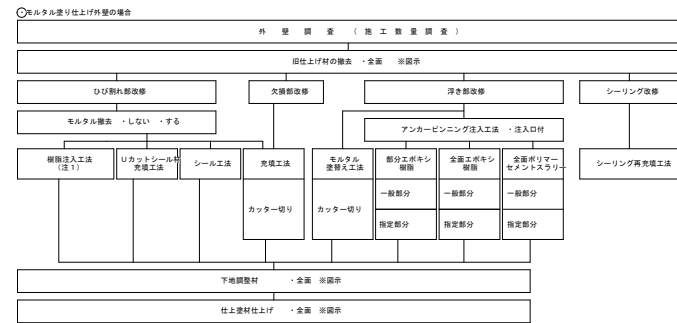 ⊙モルタル塗り仕上げ外壁の場合
外 壁 調 査 （ 施 工 数 量 調 査 ）
旧仕上げ材の撤去 ・全面 ※図示
ひび割れ部改修
欠損部改修
浮き部改修
シーリング改修
モルタル撤去 ・しない ・する
アンカーピンニング注入工法 ・注入口付
樹脂注入工法
（注１）
Uカットシール材
充填工法
シール工法
充填工法
モルタル
塗替え工法
部分エポキシ
樹脂
全面エポキシ
樹脂
全面ポリマー
セメントスラリー
シーリング再充填工法
カッター切り
カッター切り
一般部分
一般部分
一般部分
指定部分
指定部分
指定部分
下地調整材 ・全面 ※図示
仕上塗材仕上げ ・全面 ※図示